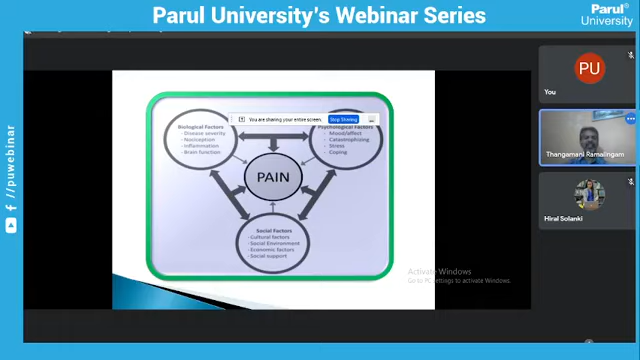 Parul University's Webinar Series
Parul®
University
You are sharing your entire screen.
Stop Sharing
Biological Factors
- Disease severity
- Nociception
- Inflammation
- Brain function
Psychological Factors
- Mood/affect
- Catastrophizing
- Stress
- Coping
PAIN
Social Factors
- Cultural factors
- Social Environment
- Economic factors
- Social support
PU
You
Thangamani Ramalingam
Hiral Solanki
Activate Windows
Go to PC settings to activate Windows.
/puwebinar